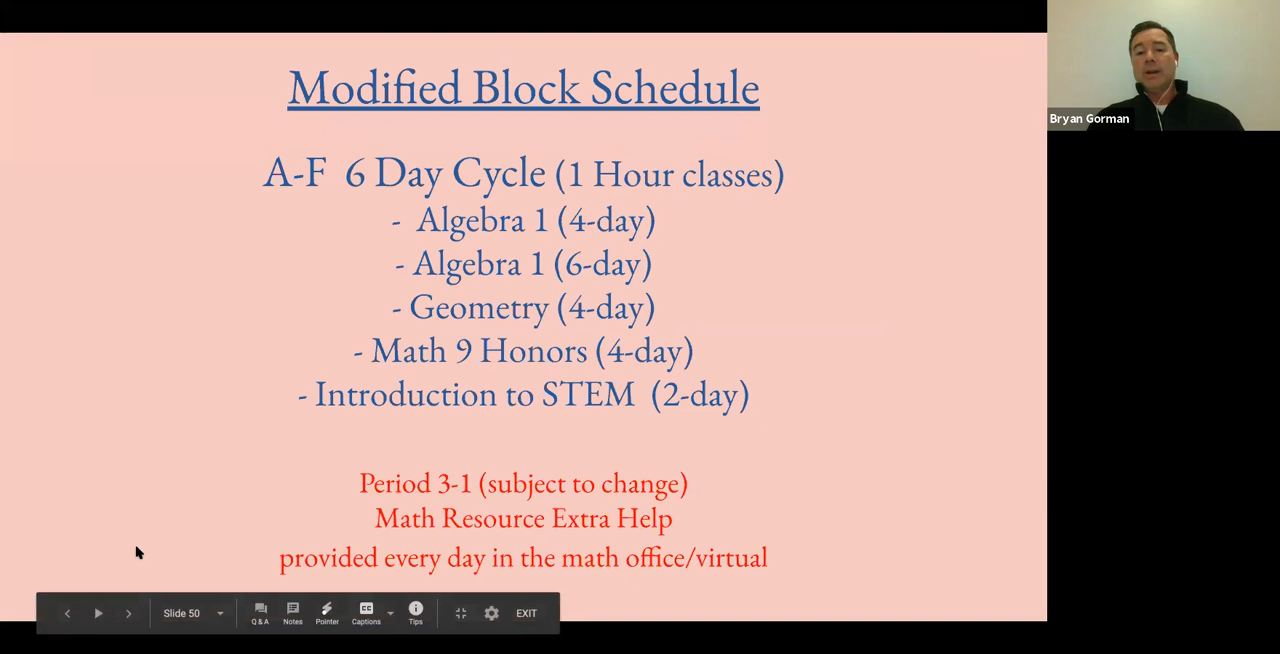 Modified Block Schedule
A-F 6 Day Cycle (1 Hour classes)
- Algebra 1 (4-day)
- Algebra 1 (6-day)
- Geometry (4-day)
- Math 9 Honors (4-day)
- Introduction to STEM (2-day)
Period 3-1 (subject to change)
Math Resource Extra Help
provided every day in the math office/virtual
Bryan Gorman
Slide 50
Q & A
Notes
Pointer
CC
Captions
Tips
EXIT